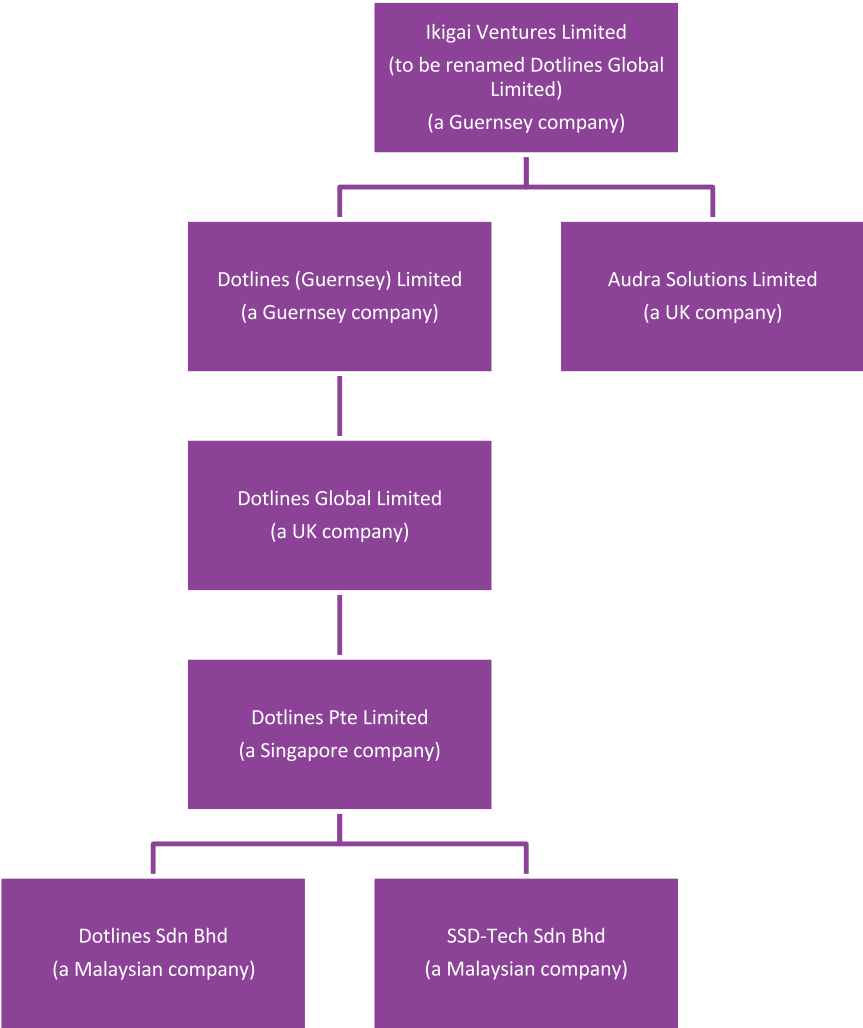 Ikigai Ventures Limited
(to be renamed Dotlines Global
Limited)
(a Guernsey company)
Dotlines (Guernsey) Limited
(a Guernsey company)
Audra Solutions Limited
(a UK company)
Dotlines Global Limited
(a UK company)
Dotlines Pte Limited
(a Singapore company)
Dotlines Sdn Bhd
(a Malaysian company)
SSD-Tech Sdn Bhd
(a Malaysian company)